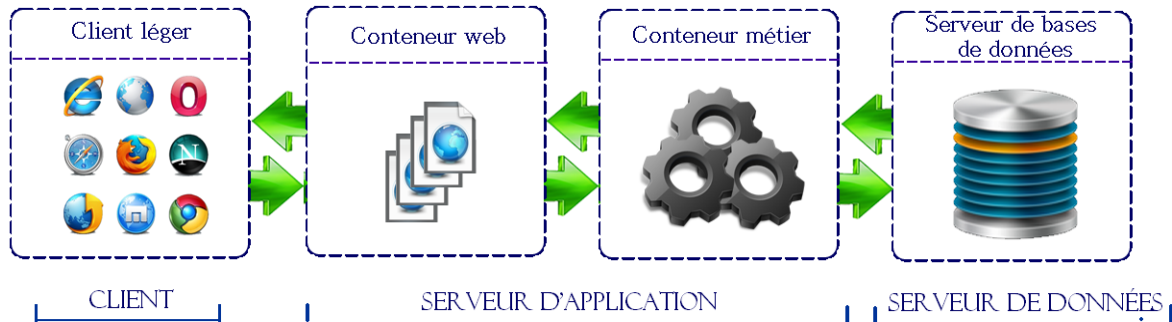 Client léger
Conteneur web
Conteneur métier
Serveur de bases
de données
CLIENT
SERVEUR D'APPLICATION
SERVEUR DE DONNÉES